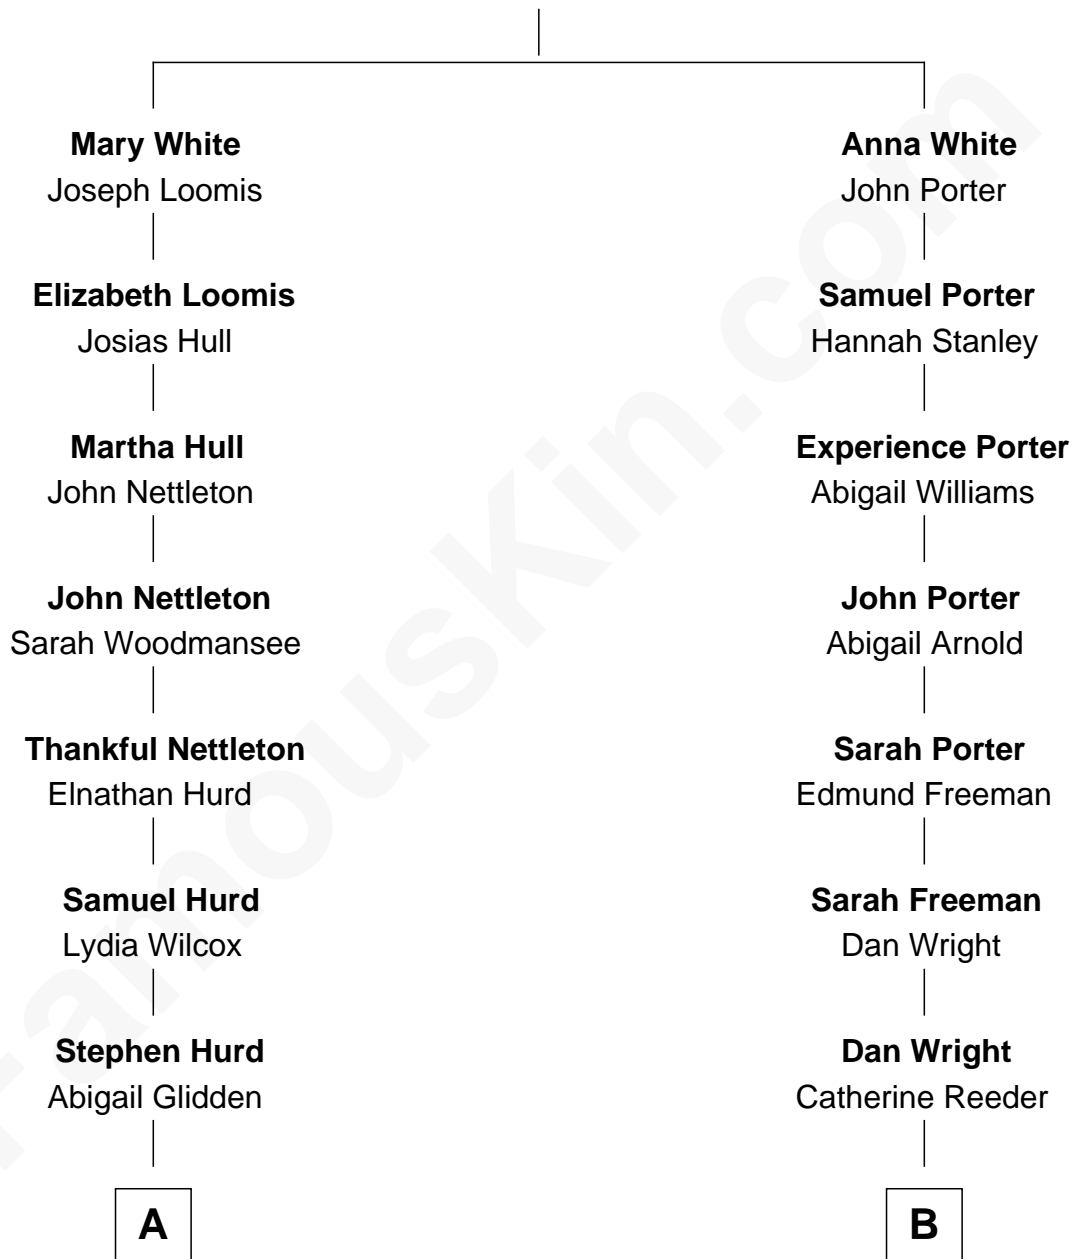 Mary White
Joseph Loomis
Elizabeth Loomis
Josias Hull
Martha Hull
John Nettleton
John Nettleton
Sarah Woodmansee
Thankful Nettleton
Elnathan Hurd
Samuel Hurd
Lydia Wilcox
Stephen Hurd
Abigail Glidden
A
Anna White
John Porter
Samuel Porter
Hannah Stanley
Experience Porter
Abigail Williams
John Porter
Abigail Arnold
Sarah Porter
Edmund Freeman
Sarah Freeman
Dan Wright
Dan Wright
Catherine Reeder
B
FamousKin.com